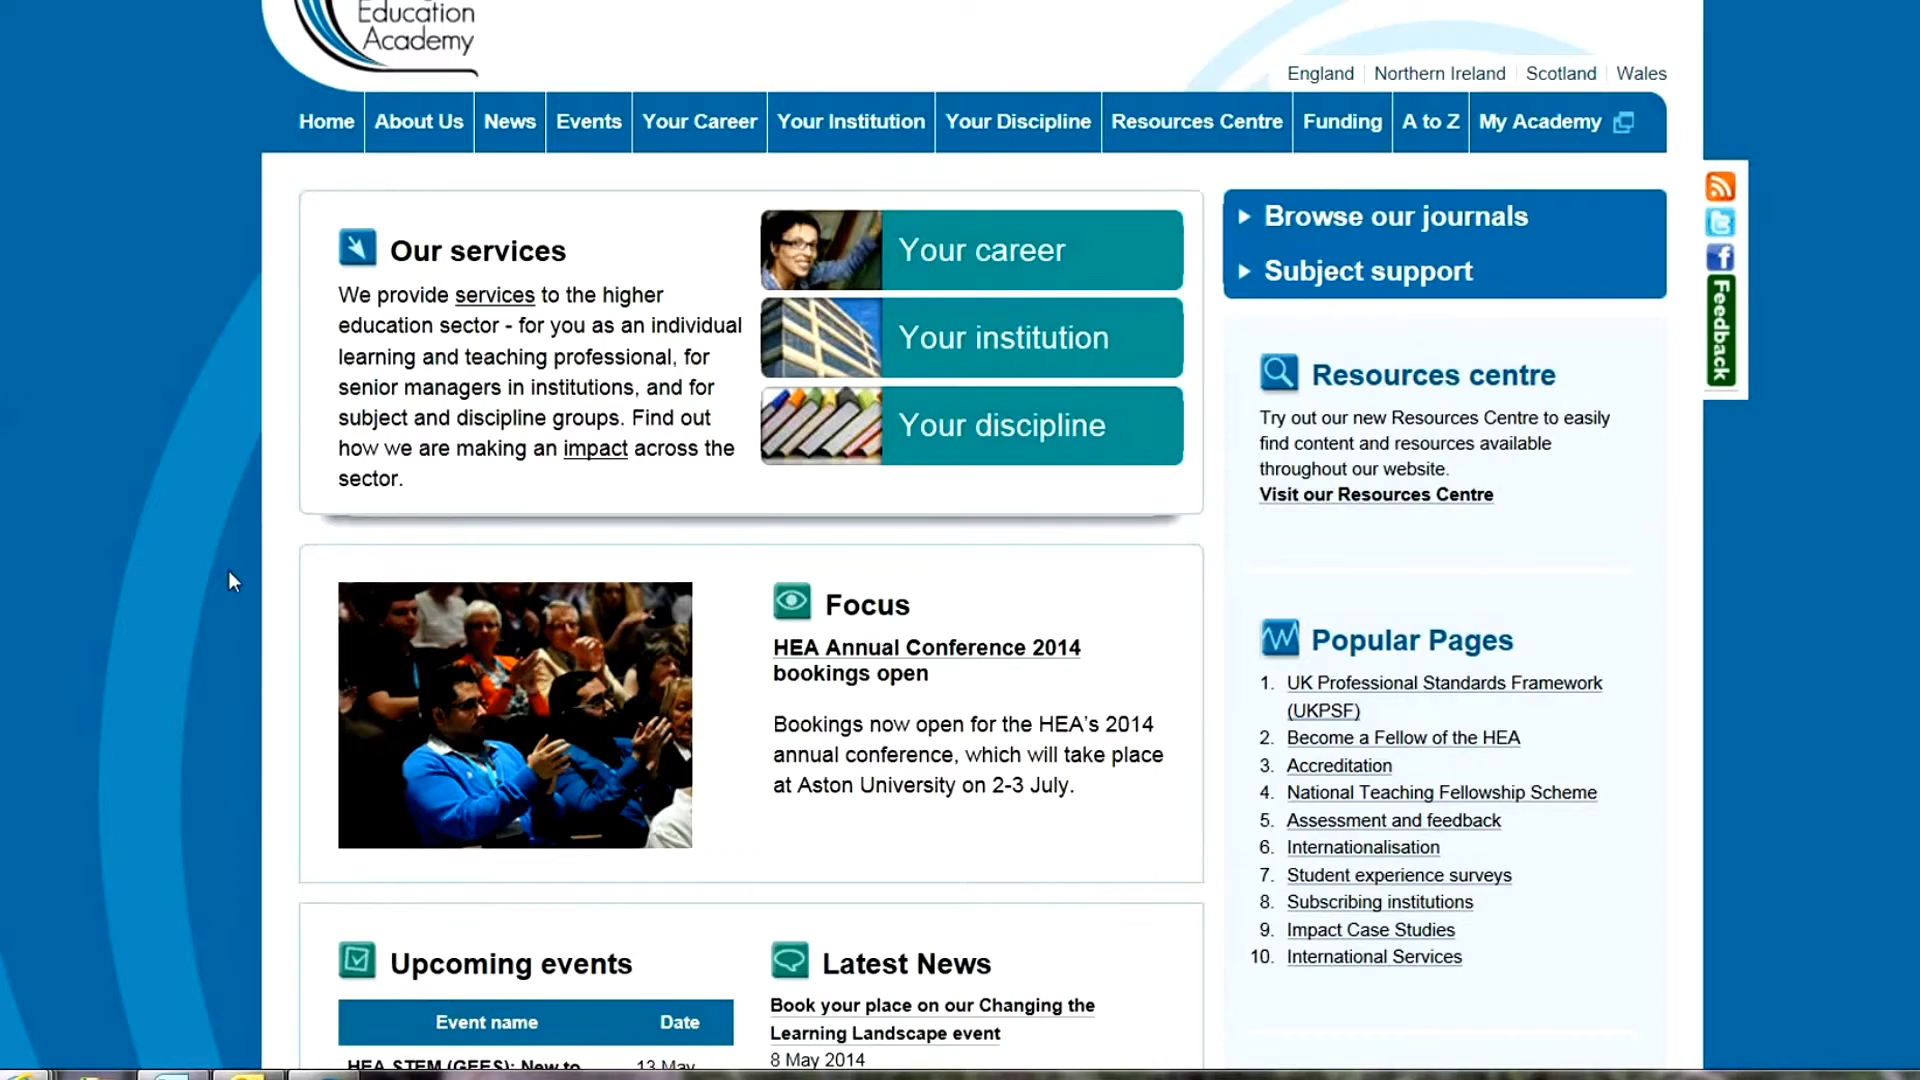 Education
Academy
England
Northern Ireland
Scotland
Wales
Home
About Us
News
Events
Your Career
Your Institution
Your Discipline
Resources Centre
Funding
A to Z
My Academy
Our services
We provide services to the higher
education sector - for you as an individual
learning and teaching professional, for
senior managers in institutions, and for
subject and discipline groups. Find out
how we are making an impact across the
sector.
Your career
Your institution
Your discipline
Browse our journals
Subject support
Feedback
Resources centre
Try out our new Resources Centre to easily
find content and resources available
throughout our website.
Visit our Resources Centre
Focus
HEA Annual Conference 2014
bookings open
Bookings now open for the HEA's 2014
annual conference, which will take place
at Aston University on 2-3 July.
Popular Pages
1. UK Professional Standards Framework
(UKPSF)
2. Become a Fellow of the HEA
3. Accreditation
4. National Teaching Fellowship Scheme
5. Assessment and feedback
6. Internationalisation
7. Student experience surveys
8. Subscribing institutions
9. Impact Case Studies
10. International Services
Upcoming events
Event name Date
HEA STEM (GEES): New to 13 May
Latest News
Book your place on our Changing the
Learning Landscape event
8 May 2014